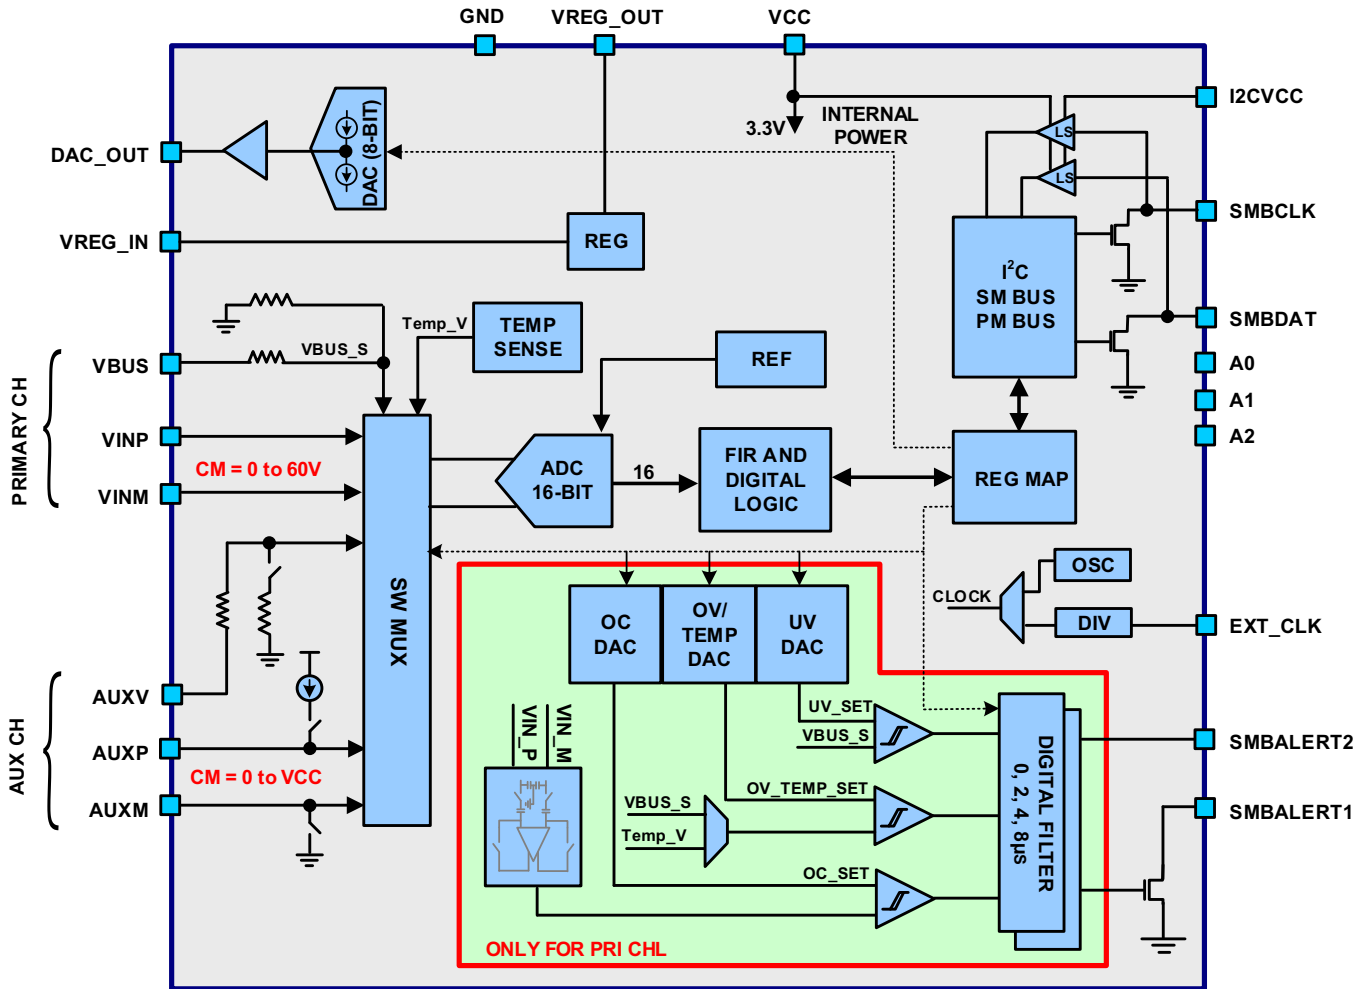 GND
VREG_OUT
VCC
I2CVCC
DAC (8-BIT)
3.3V
INTERNAL
POWER
LS
LS
DAC_OUT
SMBCLK
VREG_IN
REG
I²C
SM BUS
PM BUS
Temp_V
TEMP
SENSE
SMBDAT
VBUS
VBUS_S
REF
A0
A1
A2
PRIMARY CH
VINP
CM = 0 to 60V
VINM
ADC
16-BIT
16
FIR AND
DIGITAL
LOGIC
REG MAP
SW MUX
OSC
CLOCK
DIV
EXT_CLK
OC
DAC
OV/
TEMP
DAC
UV
DAC
AUX CH
AUXV
AUXP
CM = 0 to VCC
AUXM
VIN_P
VIN_M
UV_SET
VBUS_S
OV_TEMP_SET
VBUS_S
Temp_V
OC_SET
DIGITAL FILTER
0, 2, 4, 8µS
SMBALERT2
SMBALERT1
ONLY FOR PRI CHL